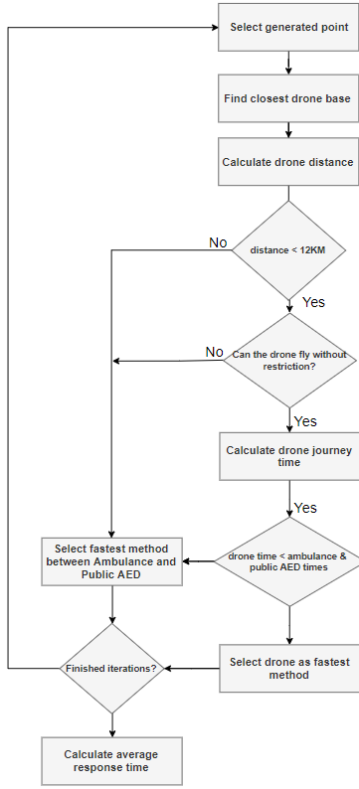 Select generated point
Find closest drone base
Calculate drone distance
No
distance < 12KM
Yes
No
Can the drone fly without
restriction?
Yes
Calculate drone journey
time
Yes
Select fastest method
between Ambulance and
Public AED
drone time < ambulance &
public AED times
Finished iterations?
Select drone as fastest
method
Calculate average
response time